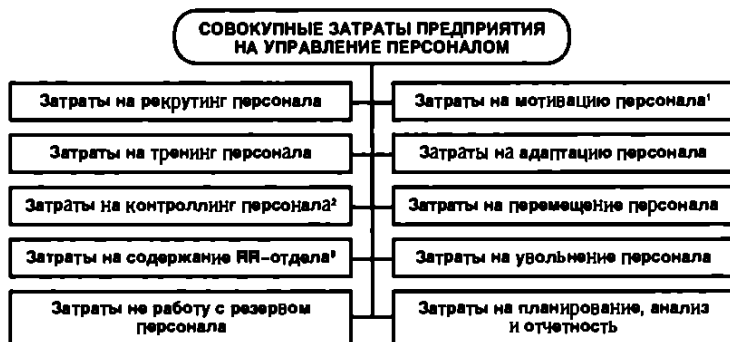 СОВОКУПНЫЕ ЗАТРАТЫ ПРЕДПРИЯТИЯ
НА УПРАВЛЕНИЕ ПЕРСОНАЛОМ
Затраты на рекрутинг персонала
Затраты на мотивацию персонала¹
Затраты на тренинг персонала
Затраты на адаптацию персонала
Затраты на контроллинг персонала²
Затраты на перемещение персонала
Затраты на содержание RR-отдела³
Затраты на увольнение персонала
Затраты не работу с резервом
персонала
Затраты на планирование, анализ
и отчетность